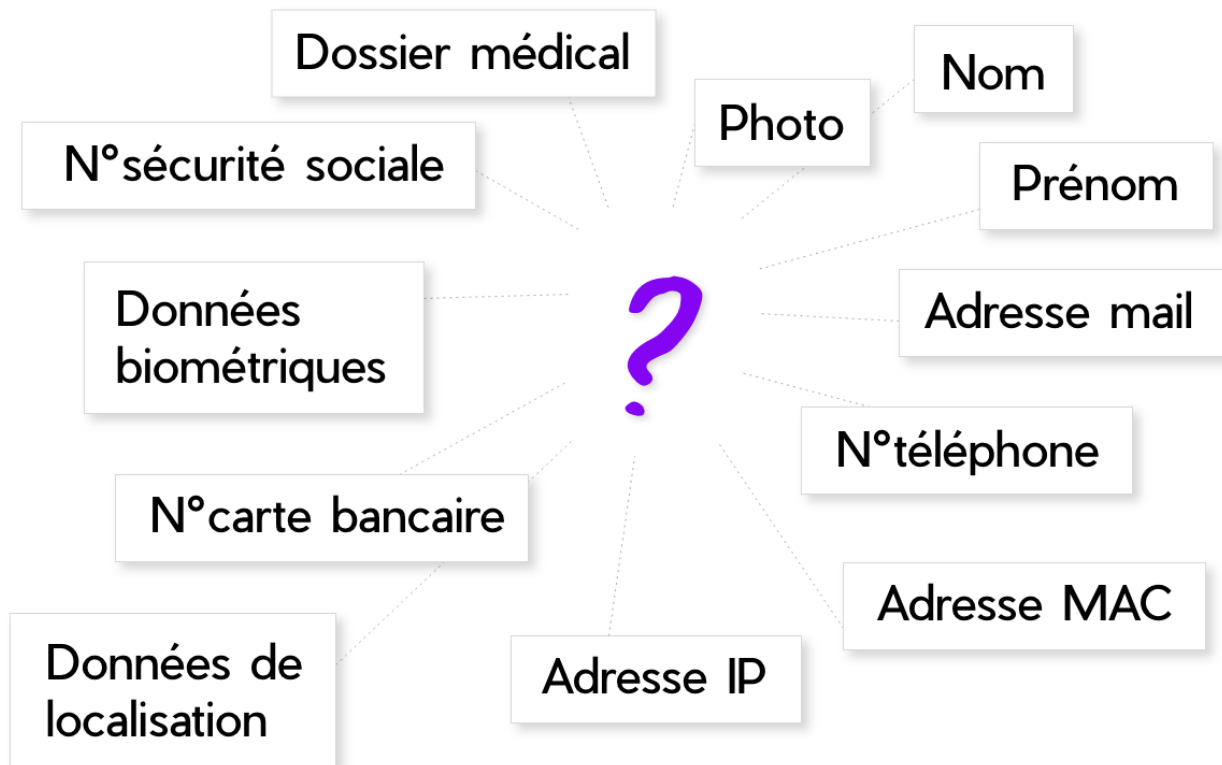 Dossier médical
Nom
Photo
N°sécurité sociale
Prénom
Données
biométriques
Adresse mail
?
N°téléphone
N°carte bancaire
Adresse MAC
Données de
localisation
Adresse IP